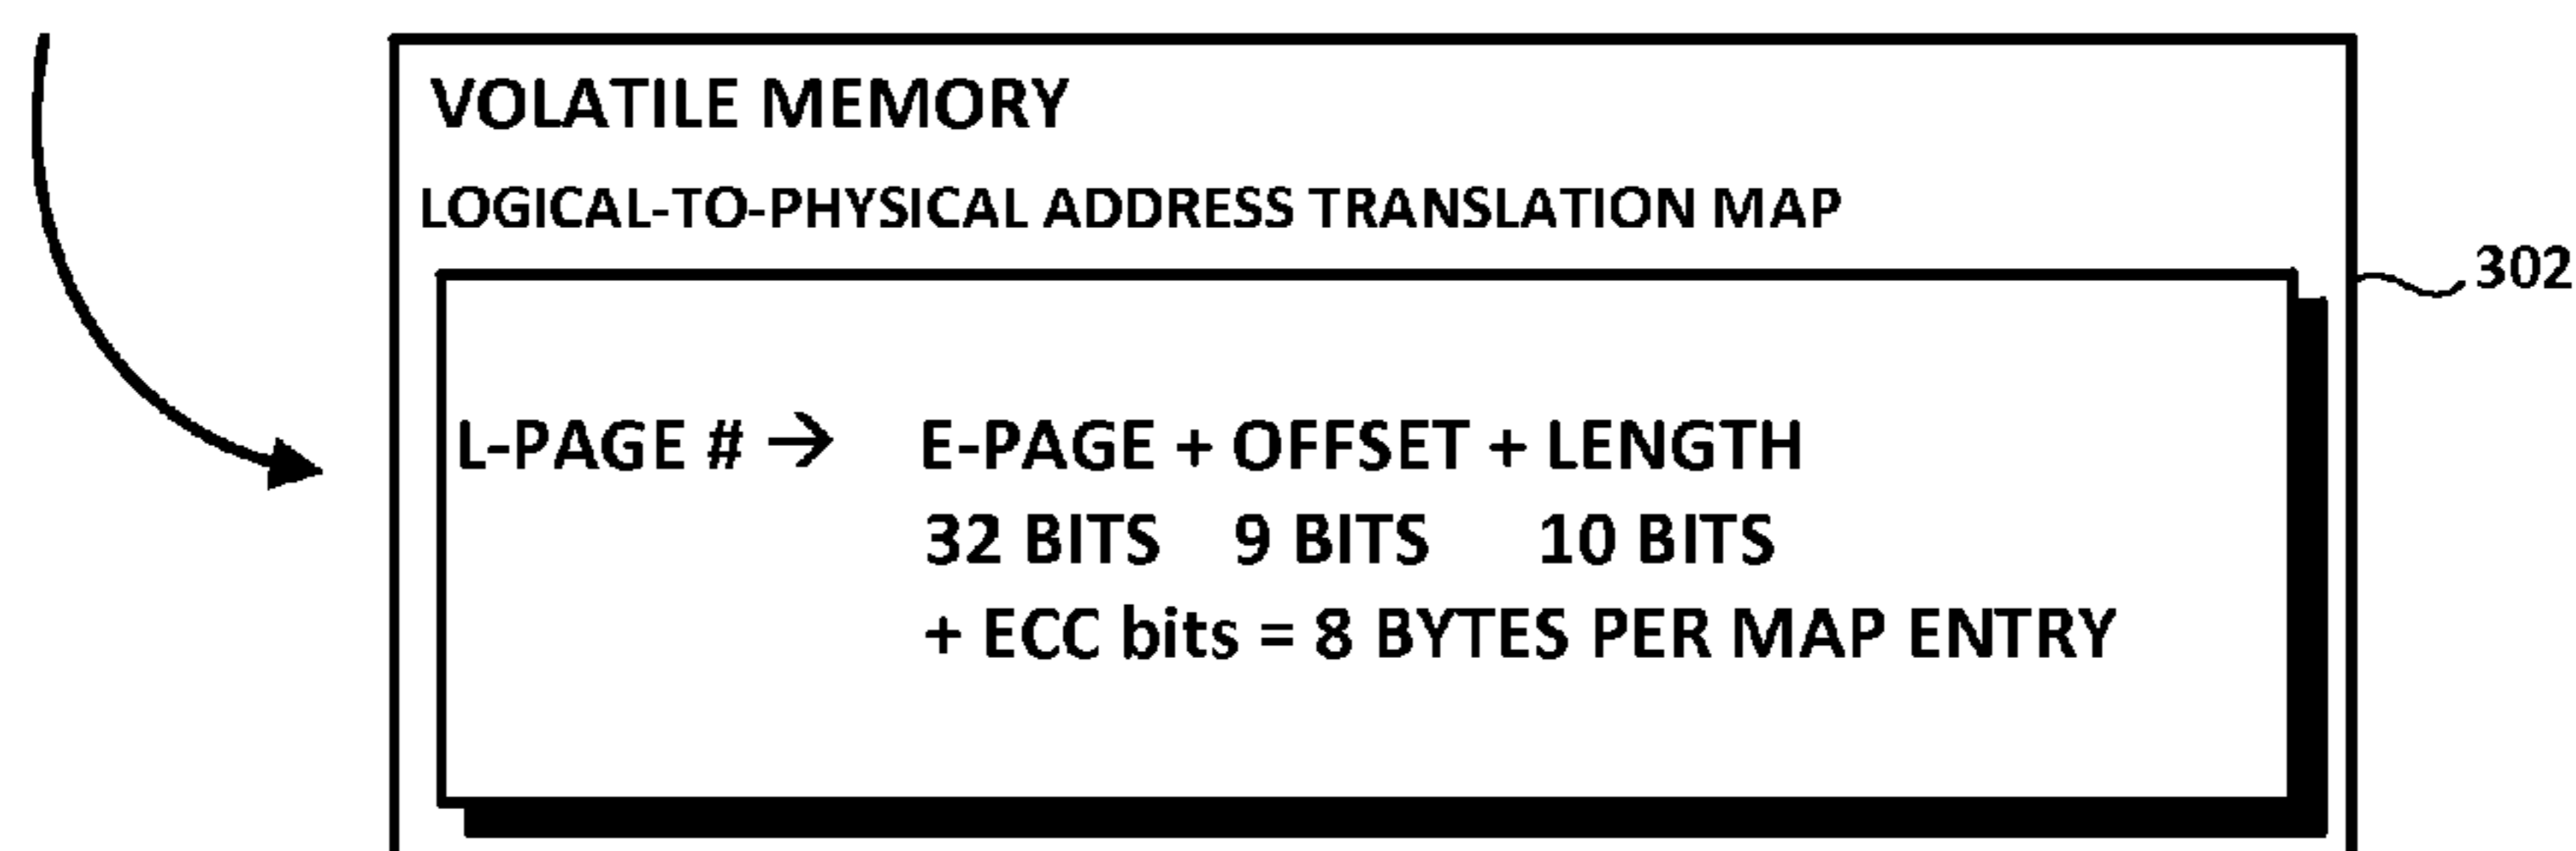 VOLATILE MEMORY
LOGICAL-TO-PHYSICAL ADDRESS TRANSLATION MAP
302
L-PAGE # → E-PAGE + OFFSET + LENGTH
32 BITS 9 BITS 10 BITS
+ ECC bits = 8 BYTES PER MAP ENTRY